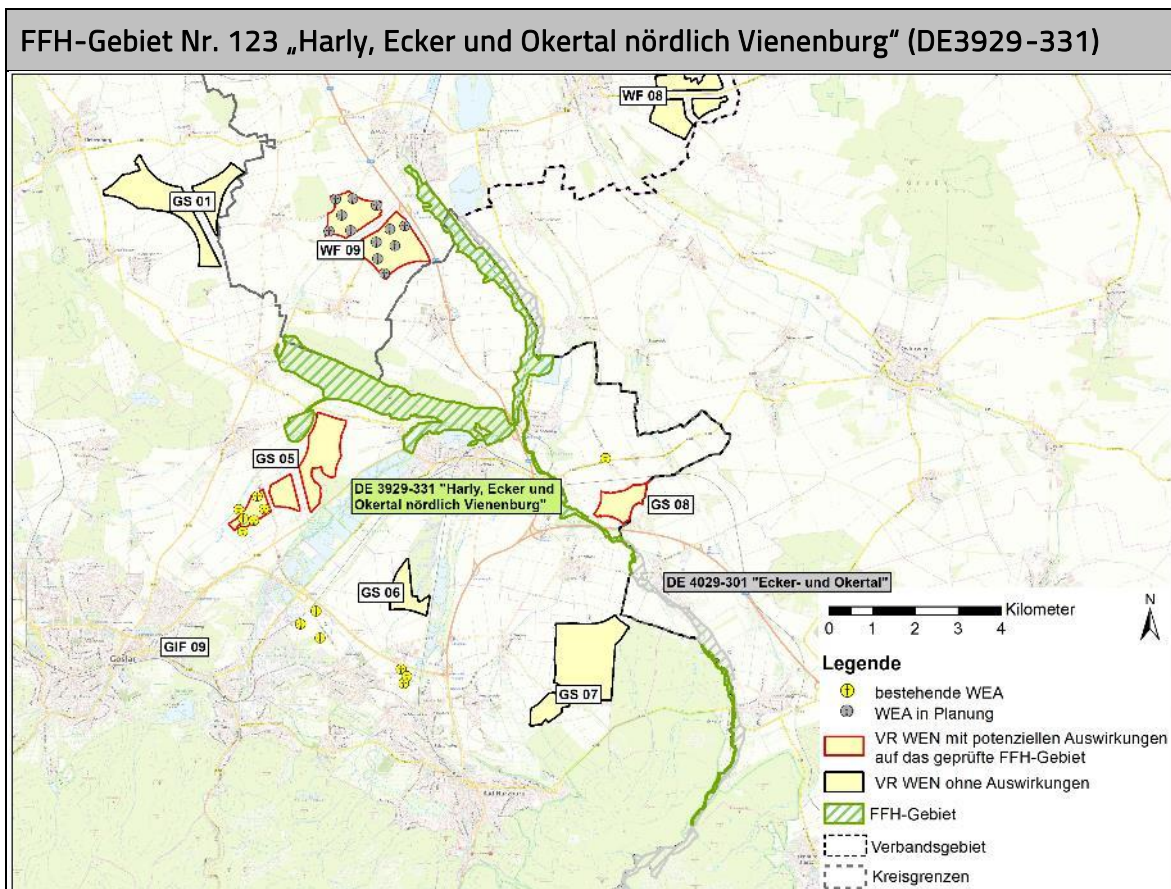 FFH-Gebiet Nr. 123 „Harly, Ecker und Okertal nördlich Vienenburg“ (DE3929-331)
WF 08
GS 01
WF 09
GS 05
DE 3929-331 "Harly, Ecker und
Okertal nördlich Vienenburg"
GS 08
DE 4029-301 "Ecker- und Okertal"
GS 06
GIF 09
Goslar
GS 07
Kilometer
0 1 2 3 4
N
Legende
bestehende WEA
WEA in Planung
VR WEN mit potenziellen Auswirkungen
auf das geprüfte FFH-Gebiet
VR WEN ohne Auswirkungen
FFH-Gebiet
Verbandsgebiet
Kreisgrenzen